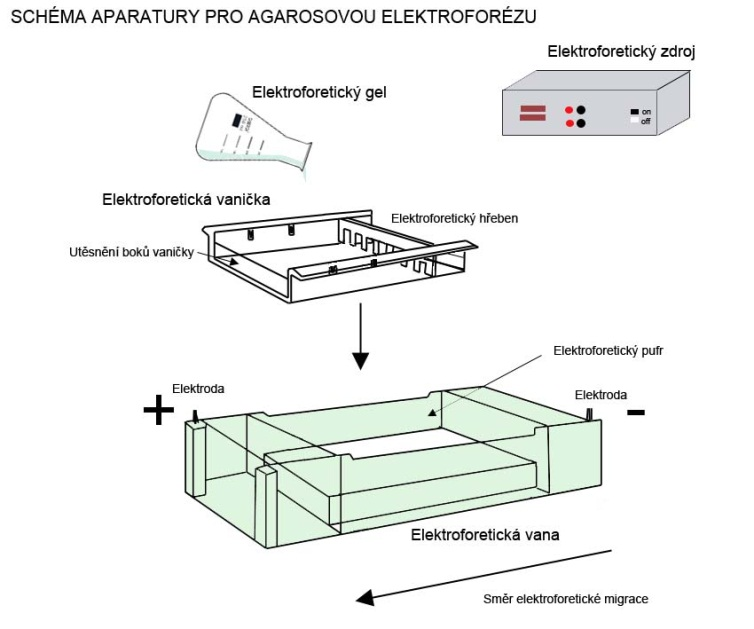 SCHÉMA APARATURY PRO AGAROSOVOU ELEKTROFORÉZU
Elektroforetický zdroj
Elektroforetický gel
on
off
Elektroforetická vanička
Elektroforetický hřeben
Utěsnění boků vaničky
Elektroforetický pufr
Elektroda
Elektroda
+
-
Elektroforetická vana
Směr elektroforetické migrace